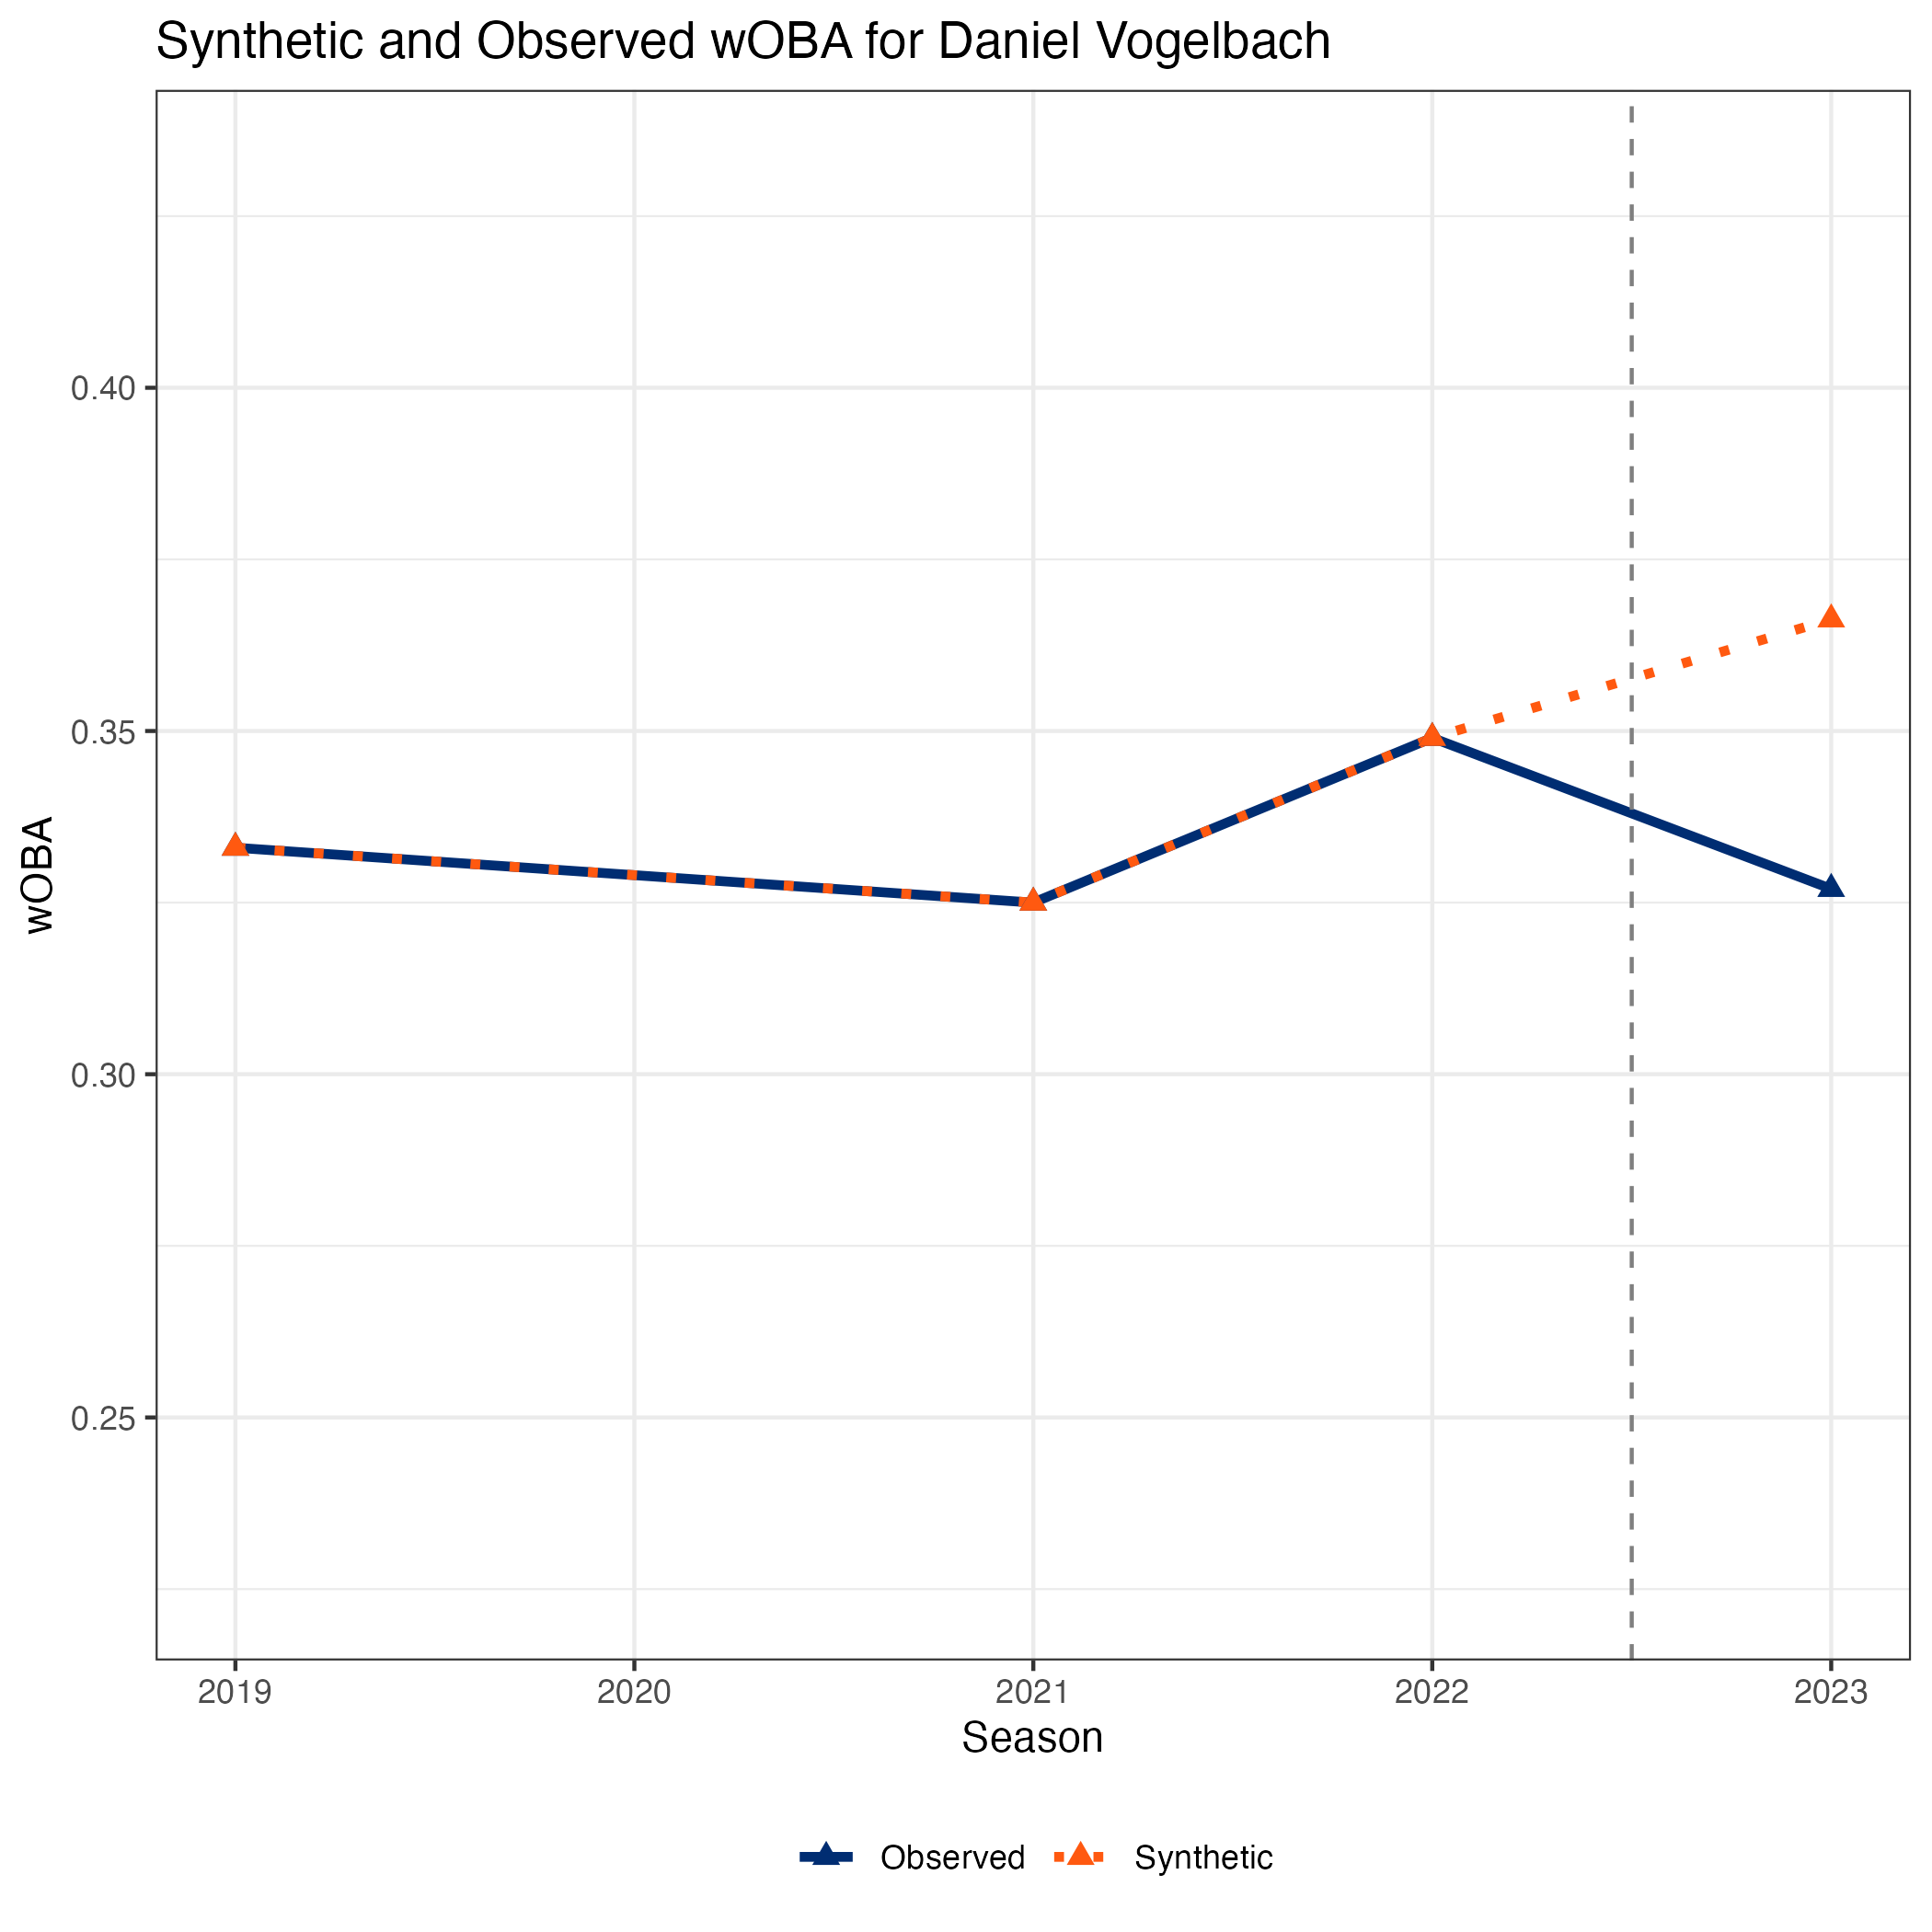 Synthetic and Observed wOBA for Daniel Vogelbach
wOBA
0.40
0.35
0.30
0.25
2019 2020 2021 2022 2023
Season
Observed Synthetic